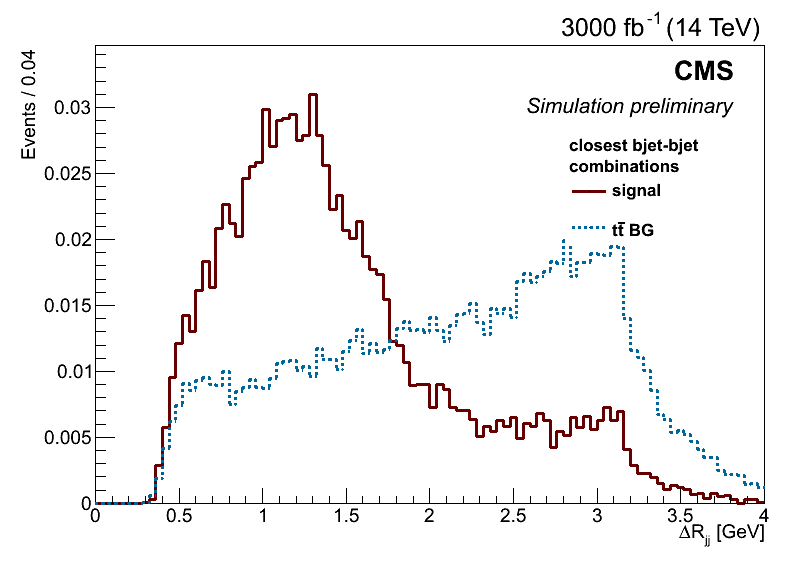 3000 fb⁻¹ (14 TeV)
Events / 0.04
CMS
Simulation preliminary
closest bjet-bjet
combinations
signal
tt̄ BG
0.03
0.025
0.02
0.015
0.01
0.005
0
0 0.5 1 1.5 2 2.5 3 3.5 4
ΔRjj [GeV]